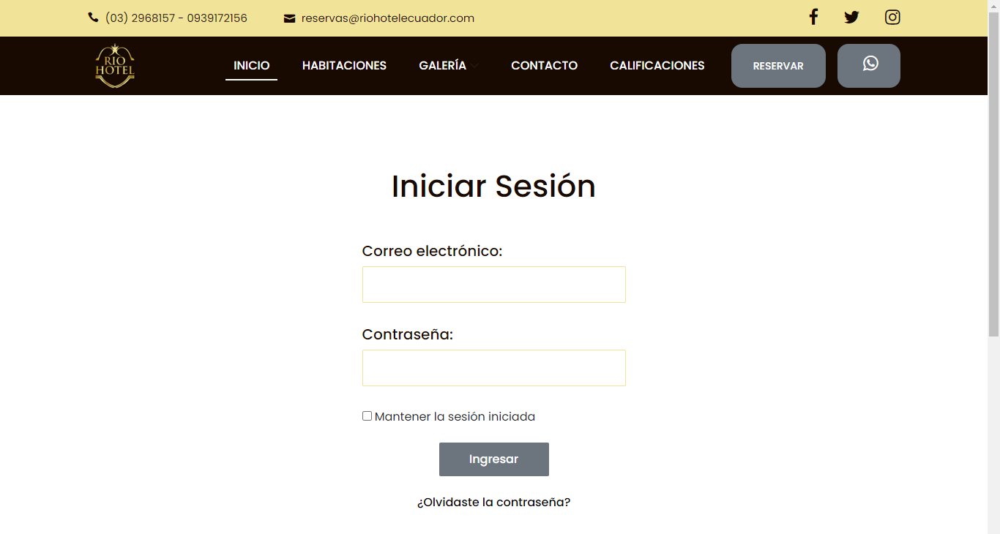 (03) 2968157 - 0939172156
reservas@riohotelecuador.com
RIO
HOTEL
INICIO
HABITACIONES
GALERÍA
CONTACTO
CALIFICACIONES
RESERVAR
Iniciar Sesión
Correo electrónico:
Contraseña:
Mantener la sesión iniciada
Ingresar
¿Olvidaste la contraseña?